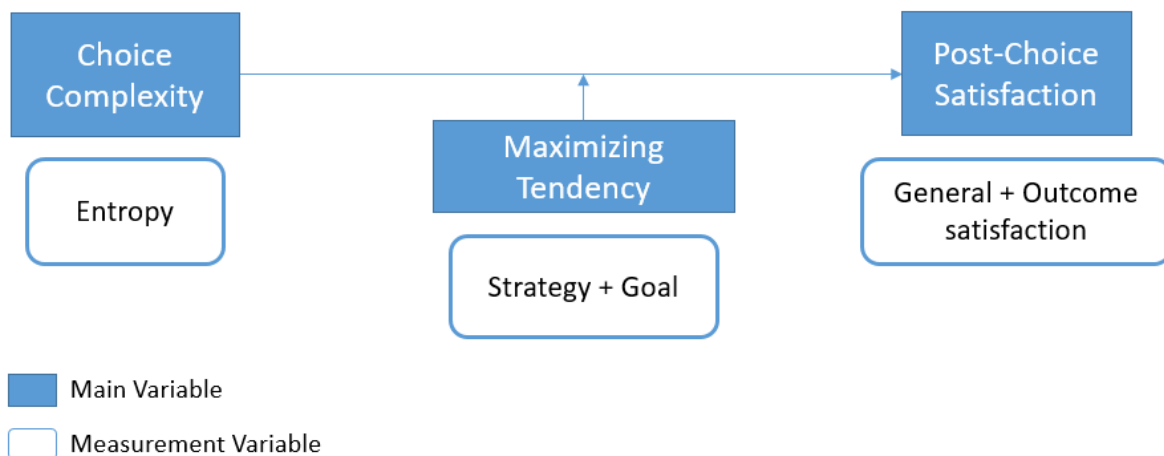 Choice
Complexity
Post-Choice
Satisfaction
Maximizing
Tendency
Entropy
General + Outcome
satisfaction
Strategy + Goal
Main Variable
Measurement Variable